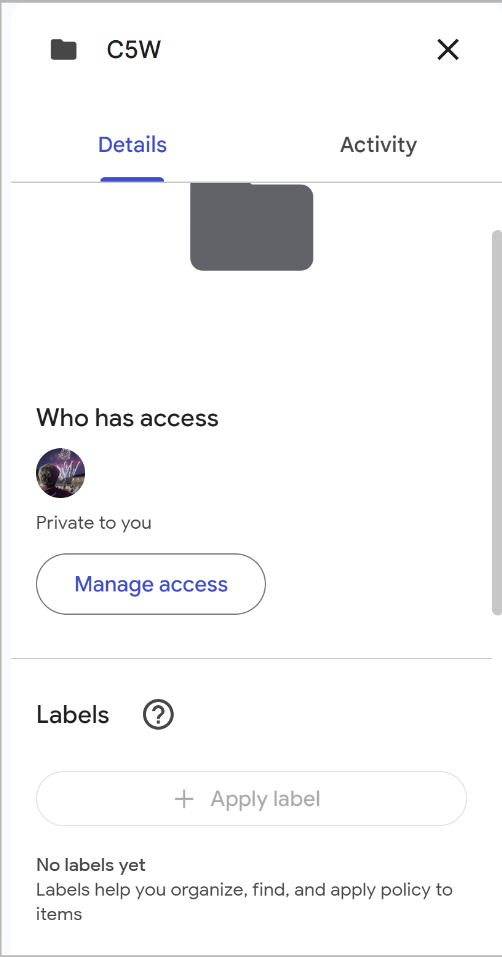 C5W
Details
Activity
Who has access
Private to you
Manage access
Labels
Apply label
No labels yet
Labels help you organize, find, and apply policy to
items